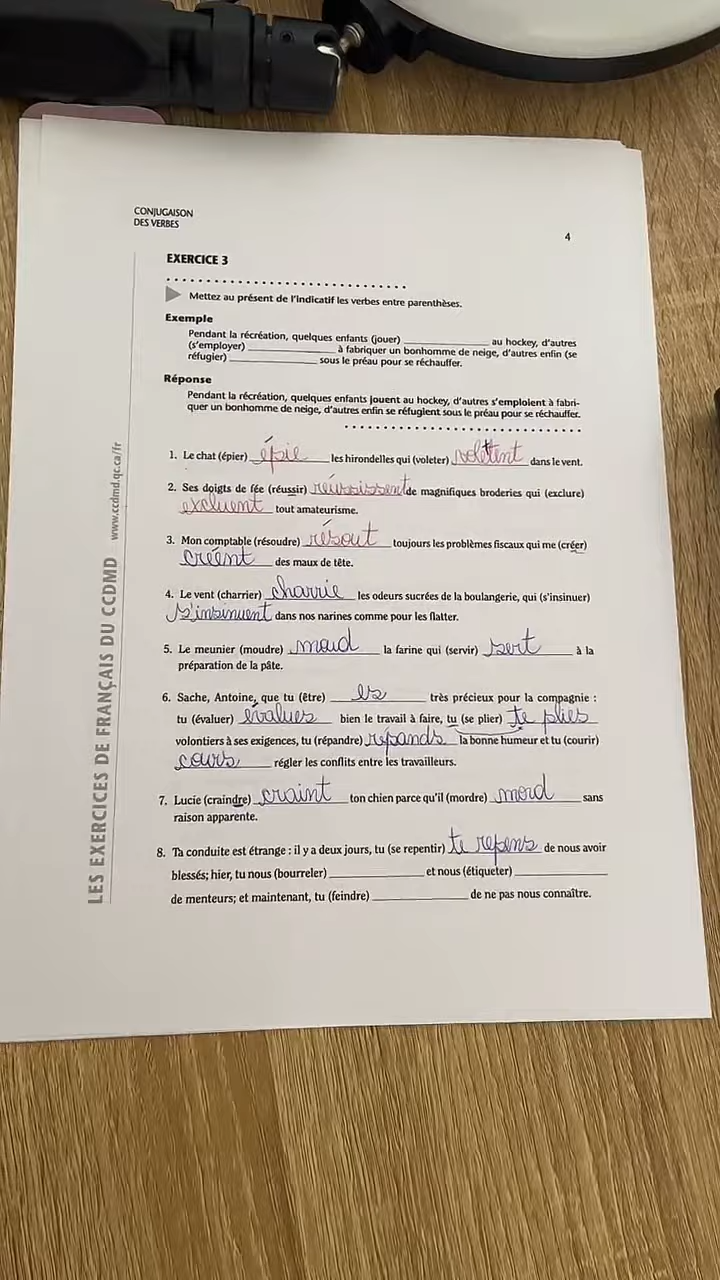 CONJUGAISON
DES VERBES
4
EXERCICE 3
Mettez au présent de l'indicatif les verbes entre parenthèses.
Exemple
Pendant la récréation, quelques enfants (jouer) ____________ au hockey, d'autres
(s'employer) ____________ à fabriquer un bonhomme de neige, d'autres enfin (se
réfugier) ____________ sous le préau pour se réchauffer.
Réponse
Pendant la récréation, quelques enfants jouent au hockey, d'autres s'emploient à fabri-
quer un bonhomme de neige, d'autres enfin se réfugient sous le préau pour se réchauffer.
1. Le chat (épier) épie les hirondelles qui (voleter) volettent dans le vent.
2. Ses doigts de fée (réussir) réussissent de magnifiques broderies qui (exclure)
excluent tout amateurisme.
3. Mon comptable (résoudre) résout toujours les problèmes fiscaux qui me (créer)
créent des maux de tête.
4. Le vent (charrier) charrie les odeurs sucrées de la boulangerie, qui (s'insinuer)
s'insinuent dans nos narines comme pour les flatter.
5. Le meunier (moudre) moud la farine qui (servir) sert à la
préparation de la pâte.
6. Sache, Antoine, que tu (être) es très précieux pour la compagnie :
tu (évaluer) évalues bien le travail à faire, tu (se plier) te plies
volontiers à ses exigences, tu (répandre) répands la bonne humeur et tu (courir)
cours régler les conflits entre les travailleurs.
7. Lucie (craindre) craint ton chien parce qu'il (mordre) mord sans
raison apparente.
8. Ta conduite est étrange : il y a deux jours, tu (se repentir) te repens de nous avoir
blessés; hier, tu nous (bourreler) ____________ et nous (étiqueter) ____________
de menteurs; et maintenant, tu (feindre) ____________ de ne pas nous connaître.
LES EXERCICES DE FRANÇAIS DU CCDMD www.ccdmd.qc.ca/fr